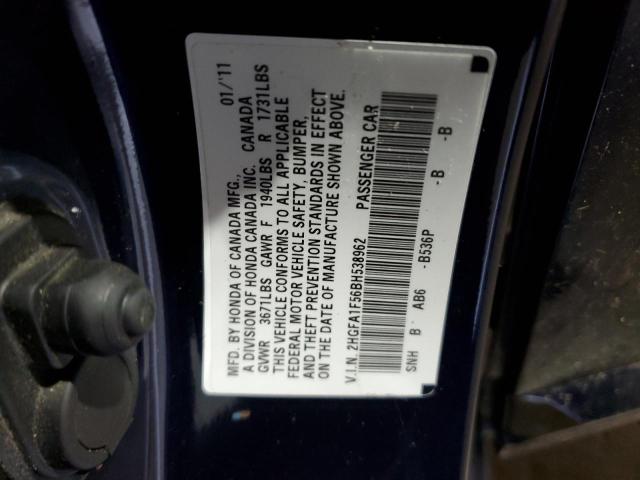 MFD. BY HONDA OF CANADA MFG., 01/'11
A DIVISION OF HONDA CANADA INC. CANADA
GVWR 3671LBS GAWR F 1940LBS R 1731LBS
THIS VEHICLE CONFORMS TO ALL APPLICABLE
FEDERAL MOTOR VEHICLE SAFETY, BUMPER,
AND THEFT PREVENTION STANDARDS IN EFFECT
ON THE DATE OF MANUFACTURE SHOWN ABOVE.
V.I.N. 2HGFA1F56BH538962 PASSENGER CAR
SNH B AB6 -B536P -B -B